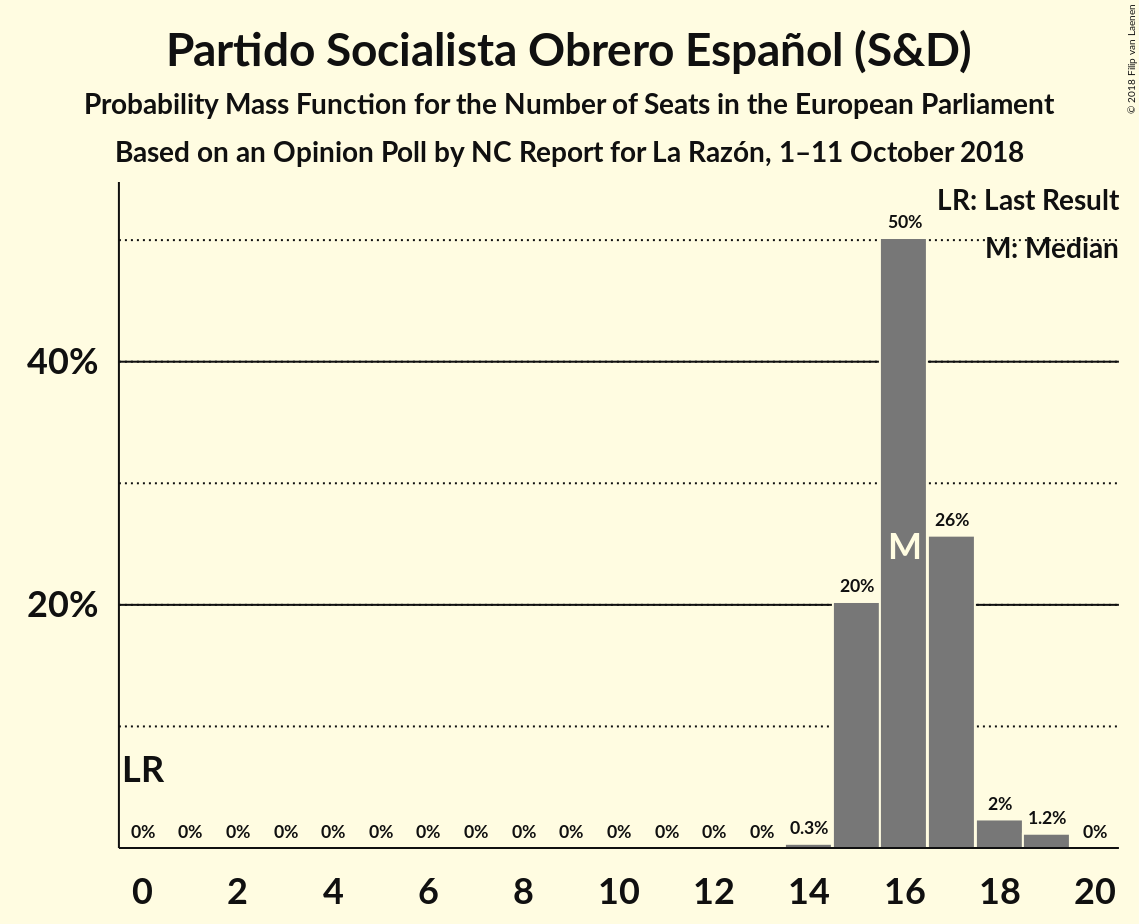 Partido Socialista Obrero Español (S&D)
Probability Mass Function for the Number of Seats in the European Parliament
Based on an Opinion Poll by NC Report for La Razón, 1–11 October 2018
© 2018 Filip van Laenen
LR: Last Result
M: Median
50%
40%
26%
M
20%
20%
LR
0% 0% 0% 0% 0% 0% 0% 0% 0% 0% 0% 0% 0% 0% 0.3% 2% 1.2% 0%
0 2 4 6 8 10 12 14 16 18 20